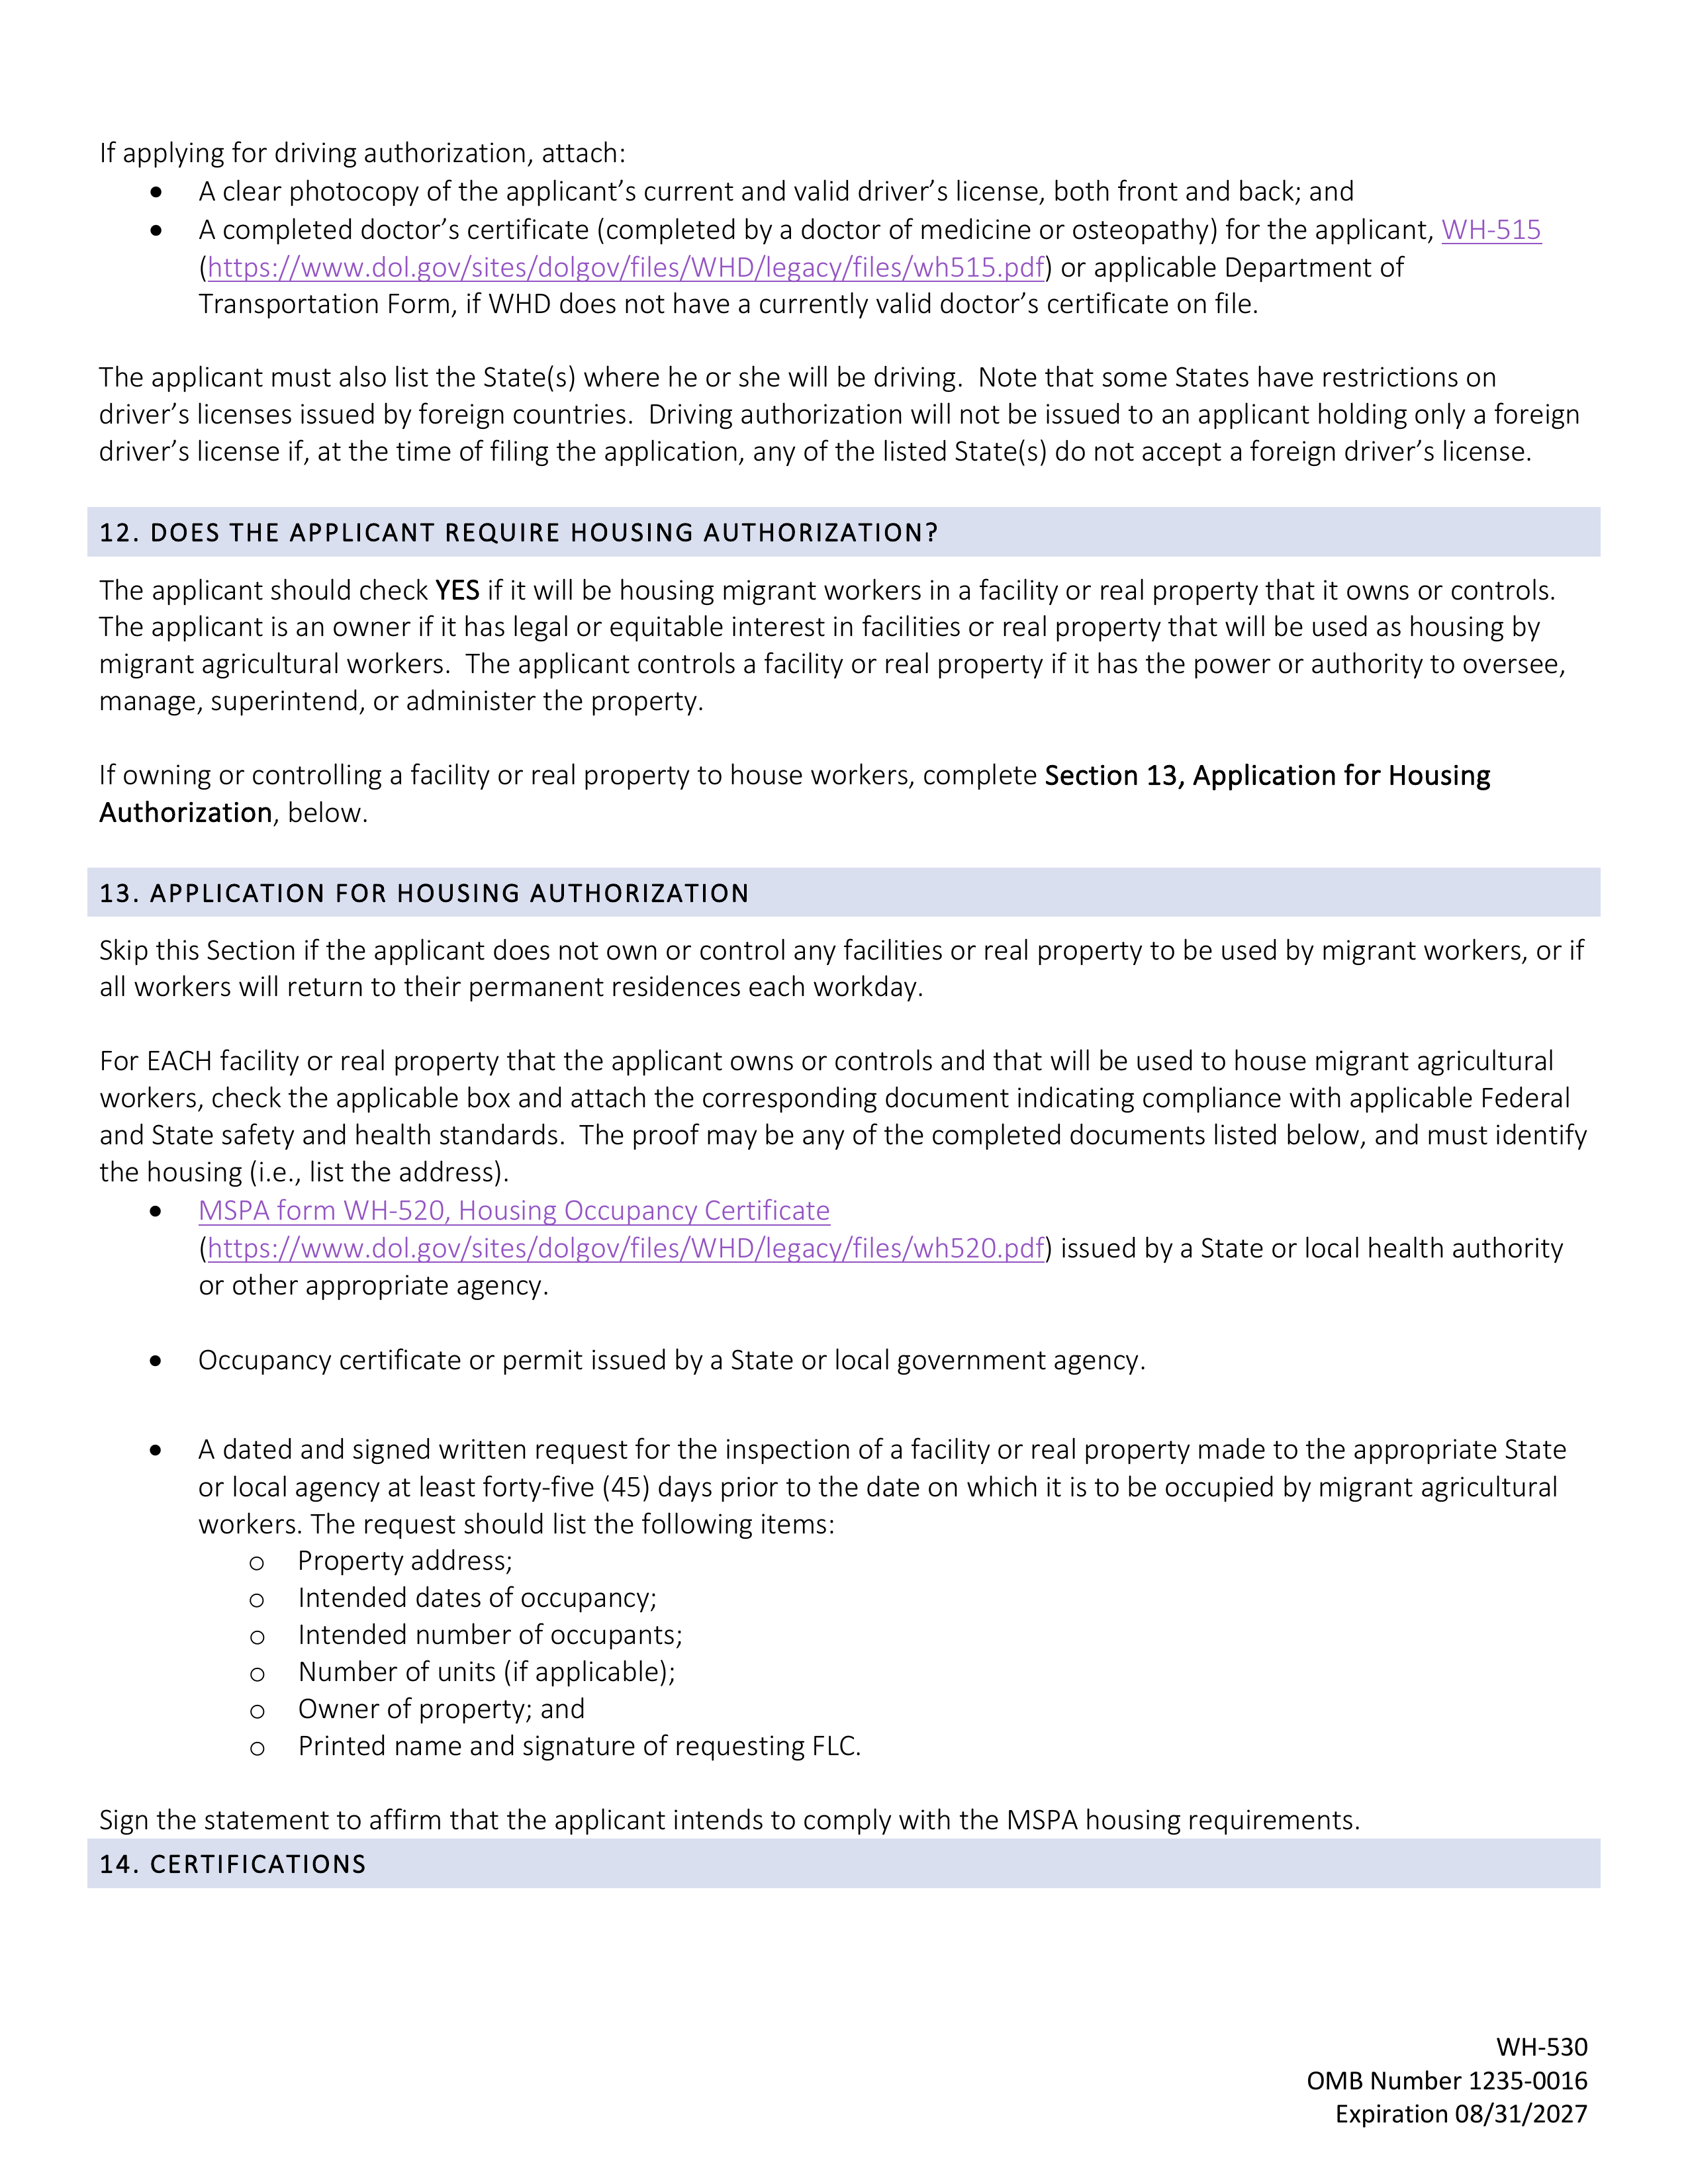 If applying for driving authorization, attach:
• A clear photocopy of the applicant’s current and valid driver’s license, both front and back; and
• A completed doctor’s certificate (completed by a doctor of medicine or osteopathy) for the applicant, WH-515
(https://www.dol.gov/sites/dolgov/files/WHD/legacy/files/wh515.pdf) or applicable Department of
Transportation Form, if WHD does not have a currently valid doctor’s certificate on file.
The applicant must also list the State(s) where he or she will be driving.  Note that some States have restrictions on
driver’s licenses issued by foreign countries.  Driving authorization will not be issued to an applicant holding only a foreign
driver’s license if, at the time of filing the application, any of the listed State(s) do not accept a foreign driver’s license.
12. DOES THE APPLICANT REQUIRE HOUSING AUTHORIZATION?
The applicant should check YES if it will be housing migrant workers in a facility or real property that it owns or controls.
The applicant is an owner if it has legal or equitable interest in facilities or real property that will be used as housing by
migrant agricultural workers.  The applicant controls a facility or real property if it has the power or authority to oversee,
manage, superintend, or administer the property.
If owning or controlling a facility or real property to house workers, complete Section 13, Application for Housing
Authorization, below.
13. APPLICATION FOR HOUSING AUTHORIZATION
Skip this Section if the applicant does not own or control any facilities or real property to be used by migrant workers, or if
all workers will return to their permanent residences each workday.
For EACH facility or real property that the applicant owns or controls and that will be used to house migrant agricultural
workers, check the applicable box and attach the corresponding document indicating compliance with applicable Federal
and State safety and health standards.  The proof may be any of the completed documents listed below, and must identify
the housing (i.e., list the address).
• MSPA form WH-520, Housing Occupancy Certificate
(https://www.dol.gov/sites/dolgov/files/WHD/legacy/files/wh520.pdf) issued by a State or local health authority
or other appropriate agency.
• Occupancy certificate or permit issued by a State or local government agency.
• A dated and signed written request for the inspection of a facility or real property made to the appropriate State
or local agency at least forty-five (45) days prior to the date on which it is to be occupied by migrant agricultural
workers. The request should list the following items:
o Property address;
o Intended dates of occupancy;
o Intended number of occupants;
o Number of units (if applicable);
o Owner of property; and
o Printed name and signature of requesting FLC.
Sign the statement to affirm that the applicant intends to comply with the MSPA housing requirements.
14. CERTIFICATIONS
WH-530
OMB Number 1235-0016
Expiration 08/31/2027